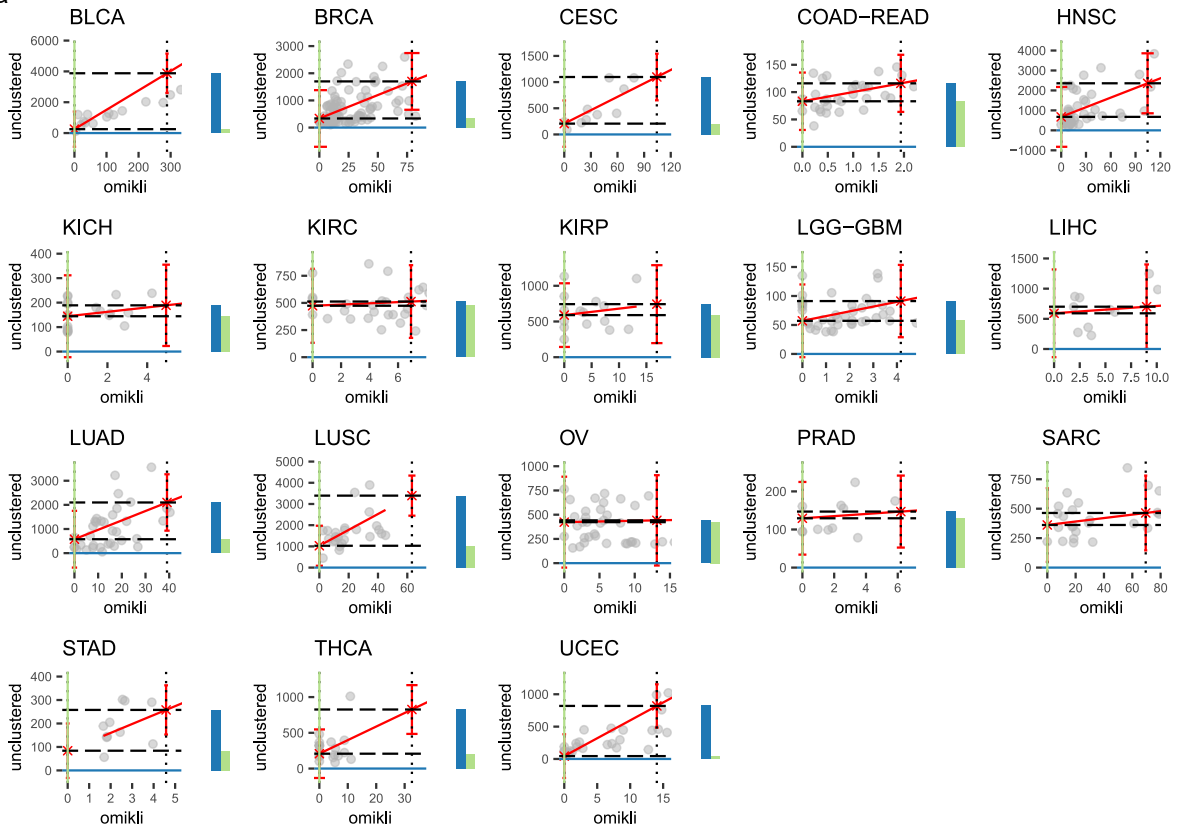 a
BLCA BRCA CESC COAD−READ HNSC
unclustered 6000 4000 2000 0 0 100 200 300 omikli
unclustered 3000 2000 1000 0 0 25 50 75 omikli
unclustered 1500 1000 500 0 0 30 60 90 120 omikli
unclustered 150 100 50 0 0.0 0.5 1.0 1.5 2.0 omikli
unclustered 4000 3000 2000 1000 0 −1000 0 30 60 90 120 omikli
KICH KIRC KIRP LGG−GBM LIHC
unclustered 400 300 200 100 0 0 2 4 omikli
unclustered 750 500 250 0 0 2 4 6 omikli
unclustered 1000 500 0 0 5 10 15 omikli
unclustered 150 100 50 0 0 1 2 3 4 omikli
unclustered 1500 1000 500 0 0.0 2.5 5.0 7.5 10.0 omikli
LUAD LUSC OV PRAD SARC
unclustered 4000 3000 2000 1000 0 0 10 20 30 40 omikli
unclustered 5000 4000 3000 2000 1000 0 0 20 40 60 omikli
unclustered 1000 750 500 250 0 0 5 10 15 omikli
unclustered 200 100 0 0 2 4 6 omikli
unclustered 750 500 250 0 0 20 40 60 80 omikli
STAD THCA UCEC
unclustered 400 300 200 100 0 0 1 2 3 4 5 omikli
unclustered 1000 500 0 0 10 20 30 omikli
unclustered 1000 500 0 0 5 10 15 omikli